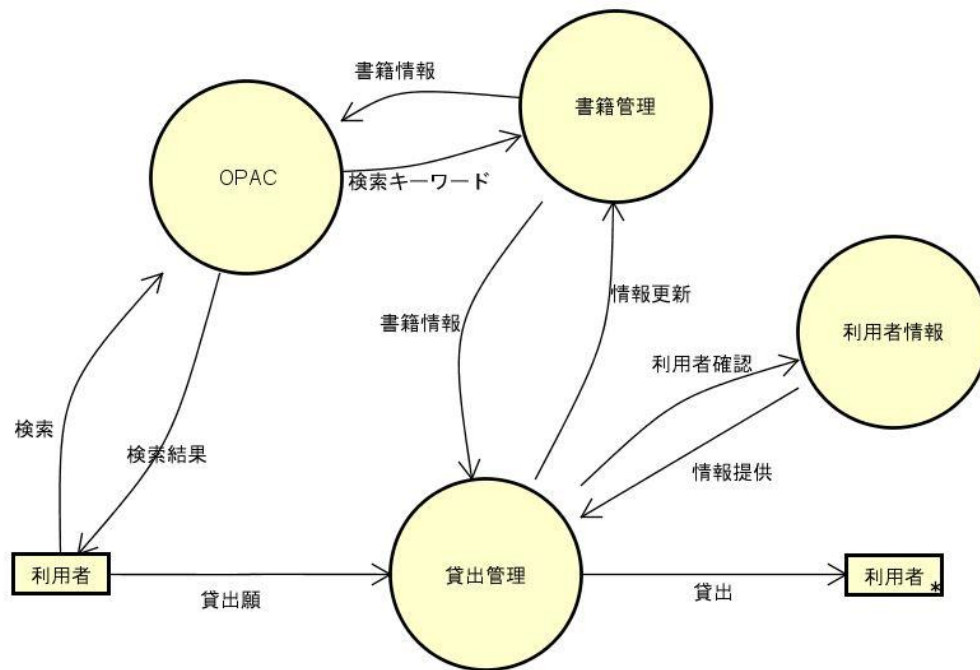 書籍情報
書籍管理
OPAC
検索キーワード
情報更新
書籍情報
利用者情報
利用者確認
検索
検索結果
情報提供
利用者
貸出願
貸出管理
貸出
利用者
*